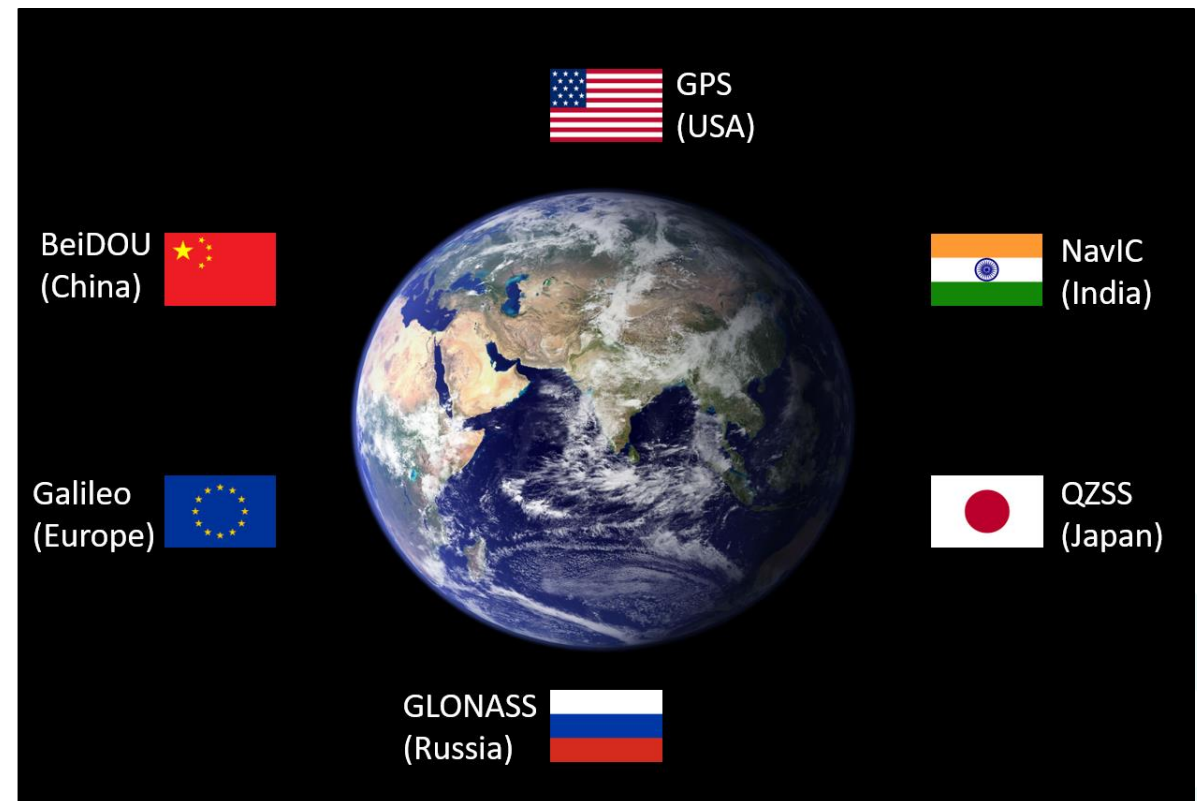 GPS
(USA)
BeiDOU
(China)
NavIC
(India)
Galileo
(Europe)
QZSS
(Japan)
GLONASS
(Russia)